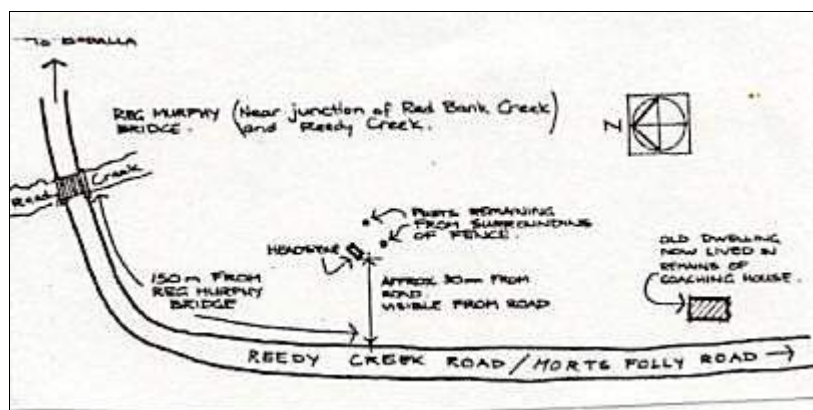 TO BODALLA
REG MURPHY (Near junction of Red Bank Creek)
BRIDGE. and Reedy Creek.
N
Creek
POSTS REMAINING
FROM SURROUNDING
OF FENCE.
HEADSTONE
OLD DWELLING
NOW LIVED IN
REMAINS OF
COACHING HOUSE.
150m FROM
REG MURPHY
BRIDGE
APPROX 30m FROM
ROAD.
VISIBLE FROM ROAD
REEDY CREEK ROAD / MORTS FOLLY ROAD